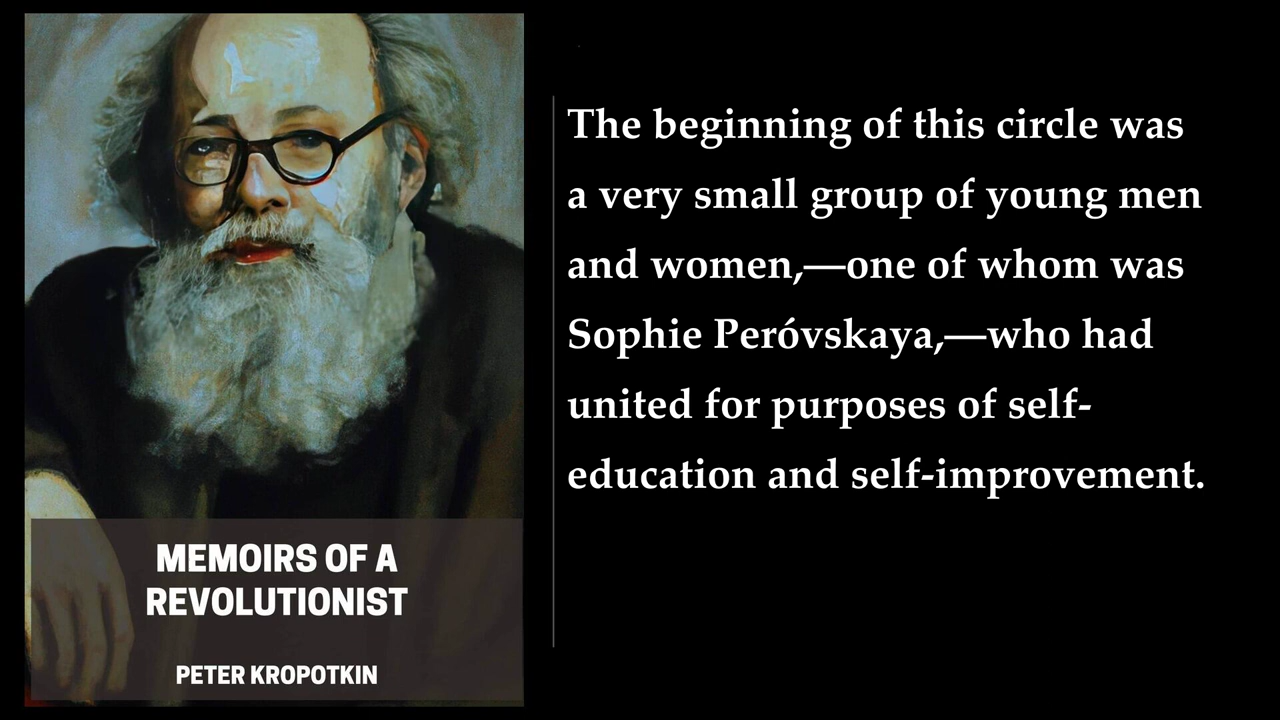 MEMOIRS OF A
REVOLUTIONIST
PETER KROPOTKIN
The beginning of this circle was
a very small group of young men
and women,—one of whom was
Sophie Peróvskaya,—who had
united for purposes of self-
education and self-improvement.